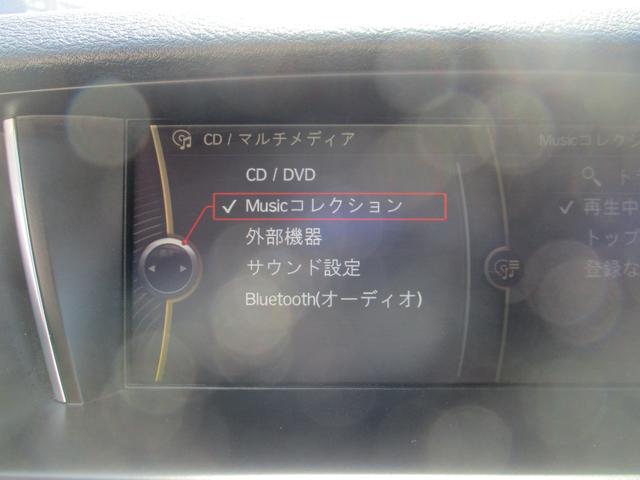 CD / マルチメディア
CD / DVD
✓ Musicコレクション
外部機器
サウンド設定
Bluetooth(オーディオ)
Musicコレクシ
ト
✓ 再生中
トップ
登録な